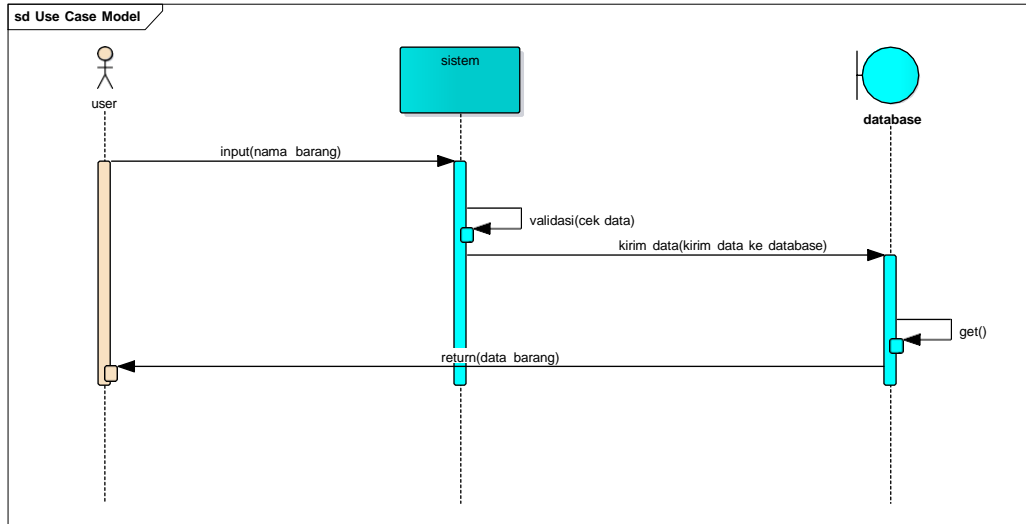 sd Use Case Model
user
sistem
database
input(nama barang)
validasi(cek data)
kirim data(kirim data ke database)
get()
return(data barang)